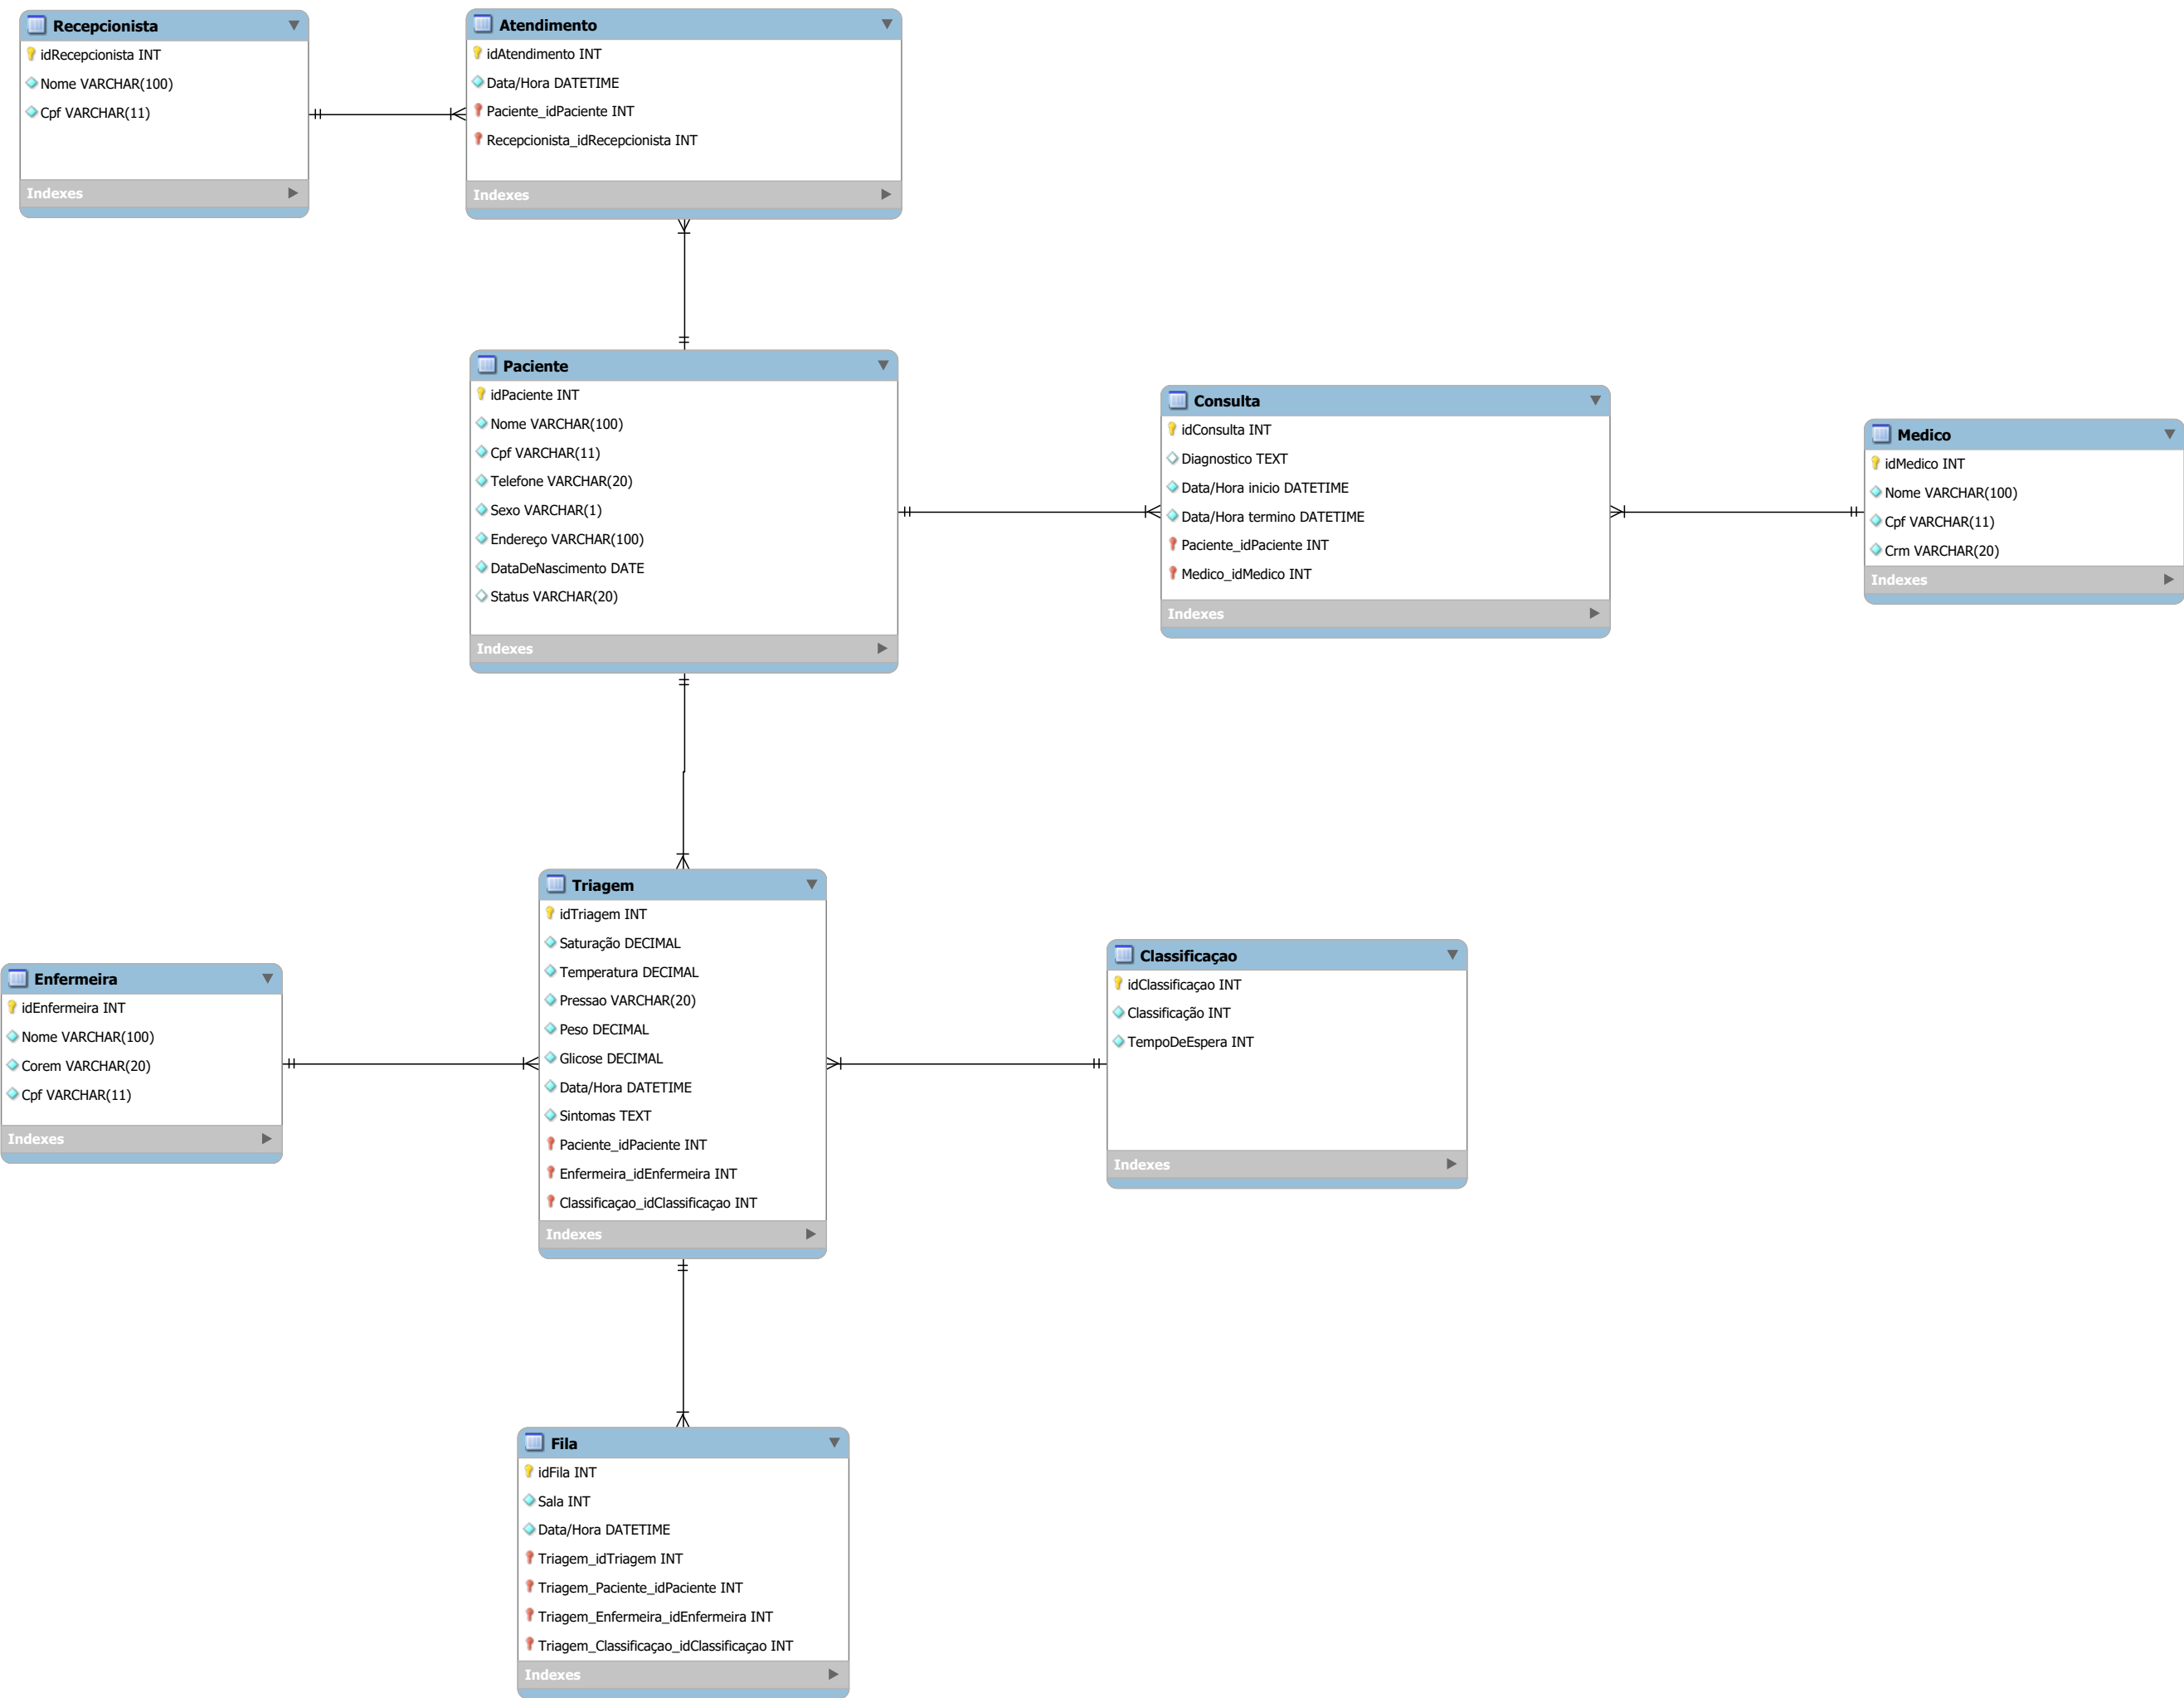 Recepcionista
idRecepcionista INT
Nome VARCHAR(100)
Cpf VARCHAR(11)
Indexes
Atendimento
idAtendimento INT
Data/Hora DATETIME
Paciente_idPaciente INT
Recepcionista_idRecepcionista INT
Indexes
Paciente
idPaciente INT
Nome VARCHAR(100)
Cpf VARCHAR(11)
Telefone VARCHAR(20)
Sexo VARCHAR(1)
Endereço VARCHAR(100)
DataDeNascimento DATE
Status VARCHAR(20)
Indexes
Consulta
idConsulta INT
Diagnostico TEXT
Data/Hora inicio DATETIME
Data/Hora termino DATETIME
Paciente_idPaciente INT
Medico_idMedico INT
Indexes
Medico
idMedico INT
Nome VARCHAR(100)
Cpf VARCHAR(11)
Crm VARCHAR(20)
Indexes
Triagem
idTriagem INT
Saturação DECIMAL
Temperatura DECIMAL
Pressao VARCHAR(20)
Peso DECIMAL
Glicose DECIMAL
Data/Hora DATETIME
Sintomas TEXT
Paciente_idPaciente INT
Enfermeira_idEnfermeira INT
Classificaçao_idClassificaçao INT
Indexes
Enfermeira
idEnfermeira INT
Nome VARCHAR(100)
Corem VARCHAR(20)
Cpf VARCHAR(11)
Indexes
Classificaçao
idClassificaçao INT
Classificação INT
TempoDeEspera INT
Indexes
Fila
idFila INT
Sala INT
Data/Hora DATETIME
Triagem_idTriagem INT
Triagem_Paciente_idPaciente INT
Triagem_Enfermeira_idEnfermeira INT
Triagem_Classificaçao_idClassificaçao INT
Indexes